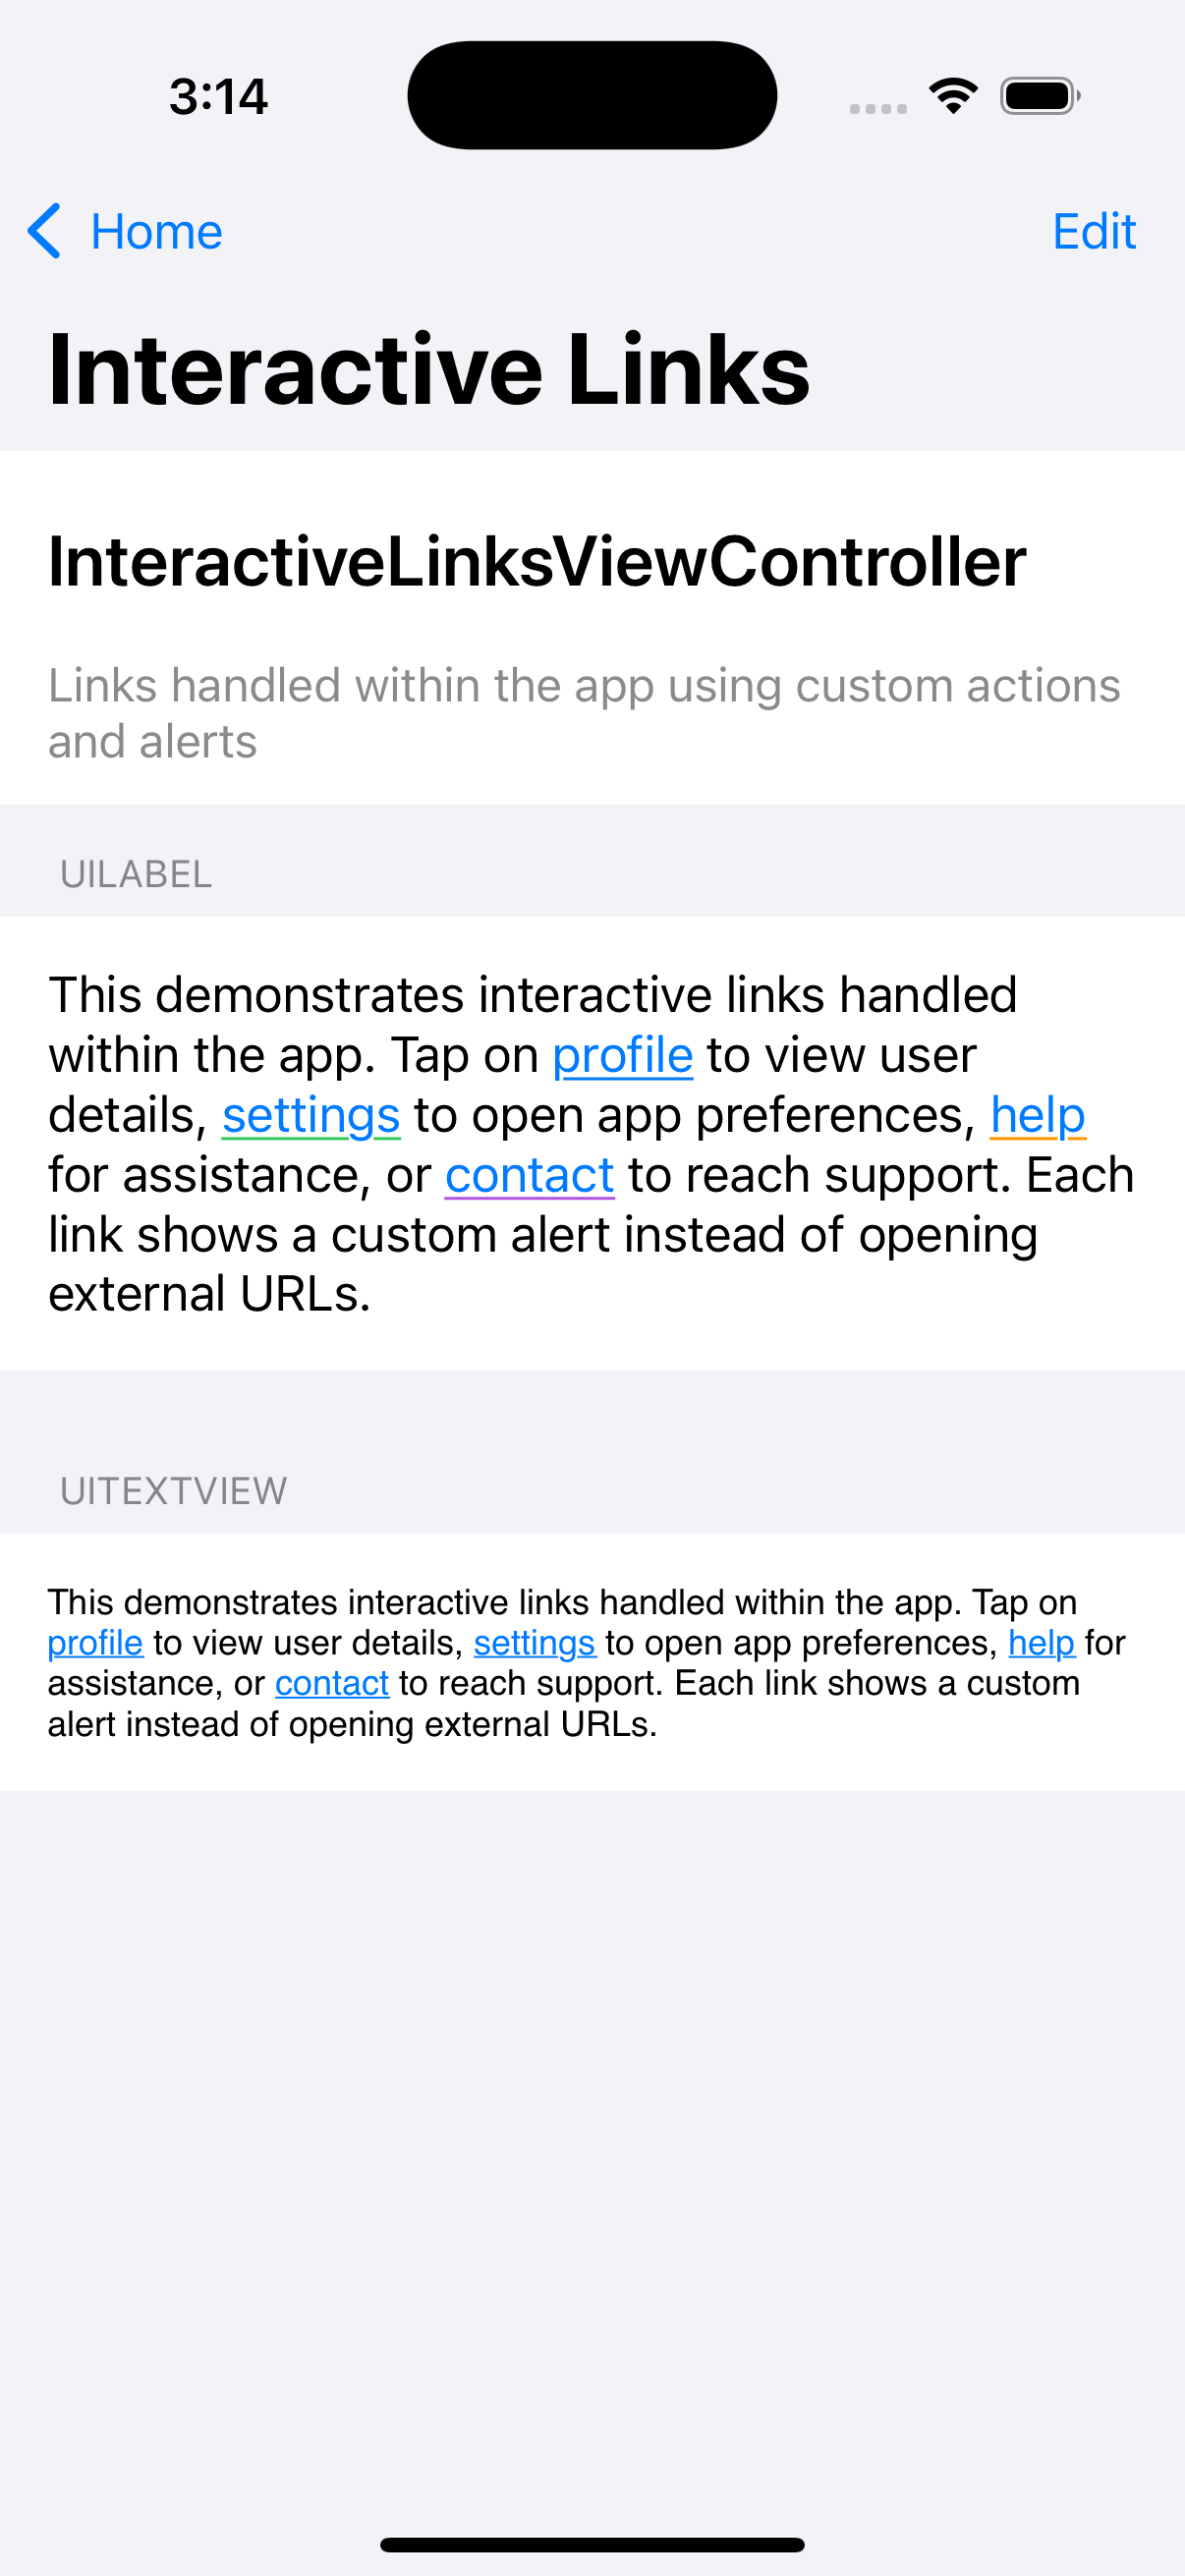 3:14
Home
Edit
Interactive Links
InteractiveLinksViewController
Links handled within the app using custom actions
and alerts
UILABEL
This demonstrates interactive links handled
within the app. Tap on profile to view user
details, settings to open app preferences, help
for assistance, or contact to reach support. Each
link shows a custom alert instead of opening
external URLs.
UITEXTVIEW
This demonstrates interactive links handled within the app. Tap on
profile to view user details, settings to open app preferences, help for
assistance, or contact to reach support. Each link shows a custom
alert instead of opening external URLs.